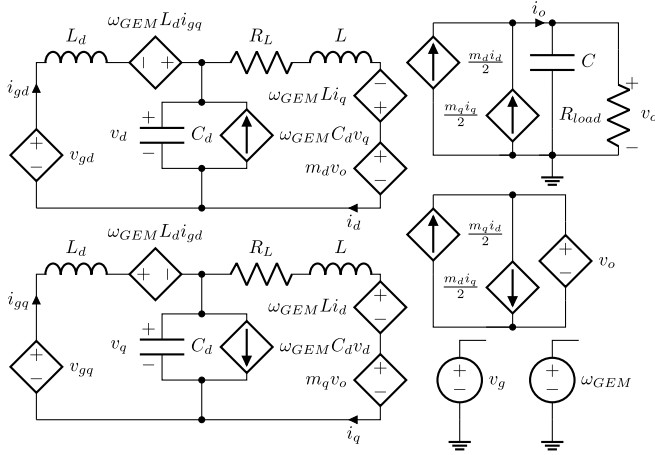 L_d
ω_GEM L_d i_gq
R_L
L
i_gd
v_gd
v_d
C_d
ω_GEM C_d v_q
ω_GEM L i_q
m_d v_o
i_d
i_o
m_d i_d / 2
m_q i_q / 2
C
R_load
v_o
L_d
ω_GEM L_d i_gd
R_L
L
i_gq
v_gq
v_q
C_d
ω_GEM C_d v_d
ω_GEM L i_d
m_q v_o
i_q
m_q i_d / 2
m_d i_q / 2
v_o
v_g
ω_GEM